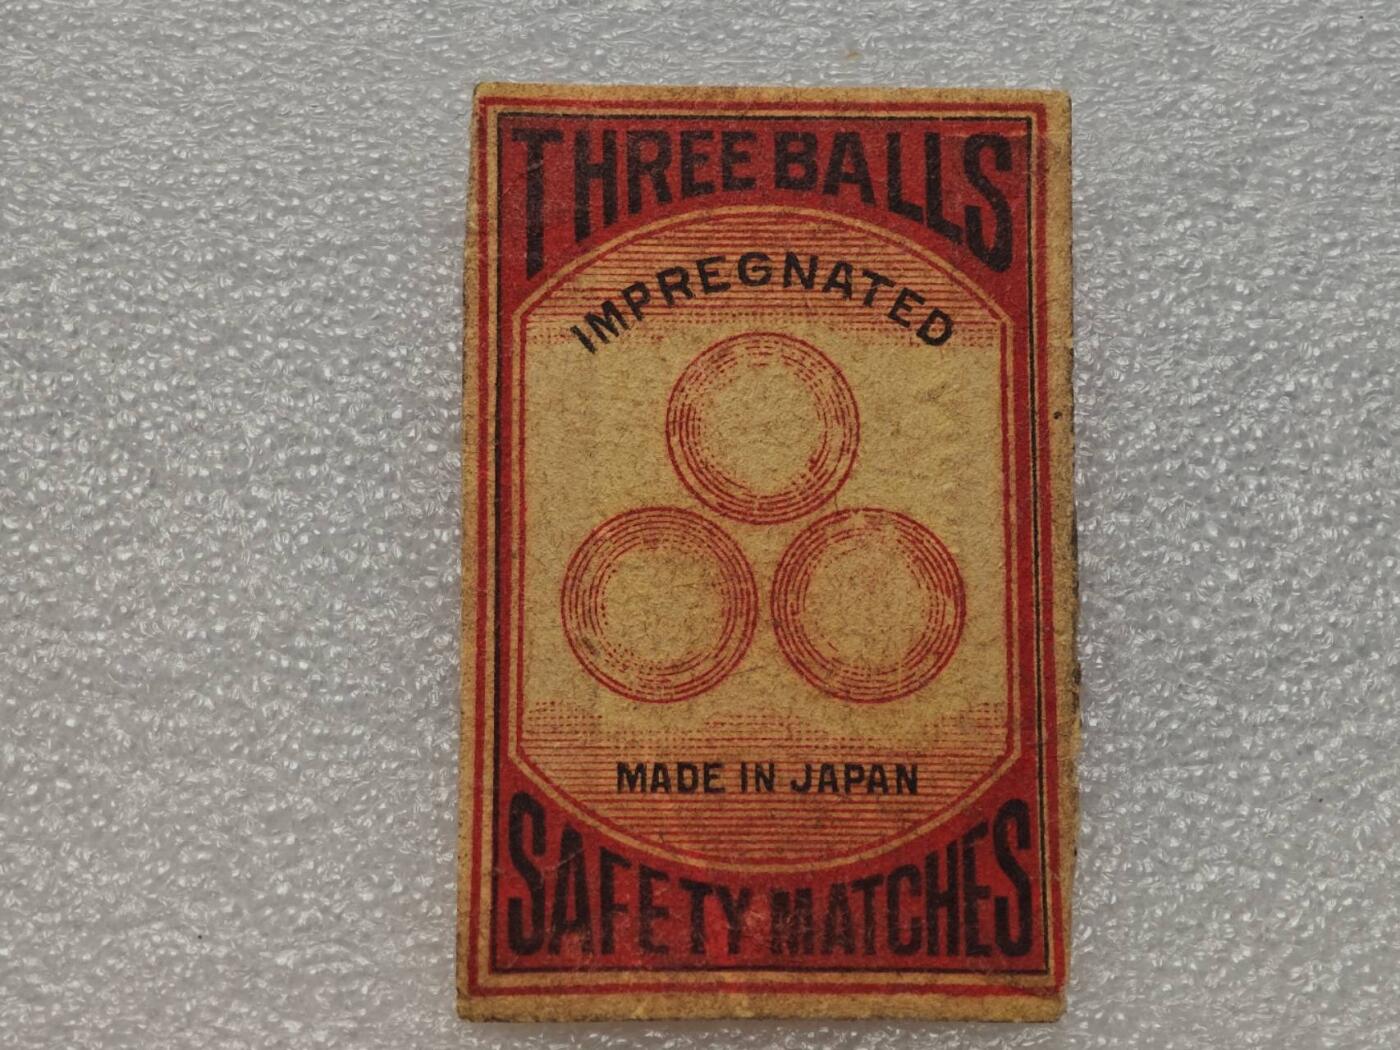 THREE BALLS
IMPREGNATED
MADE IN JAPAN
SAFETY MATCHES